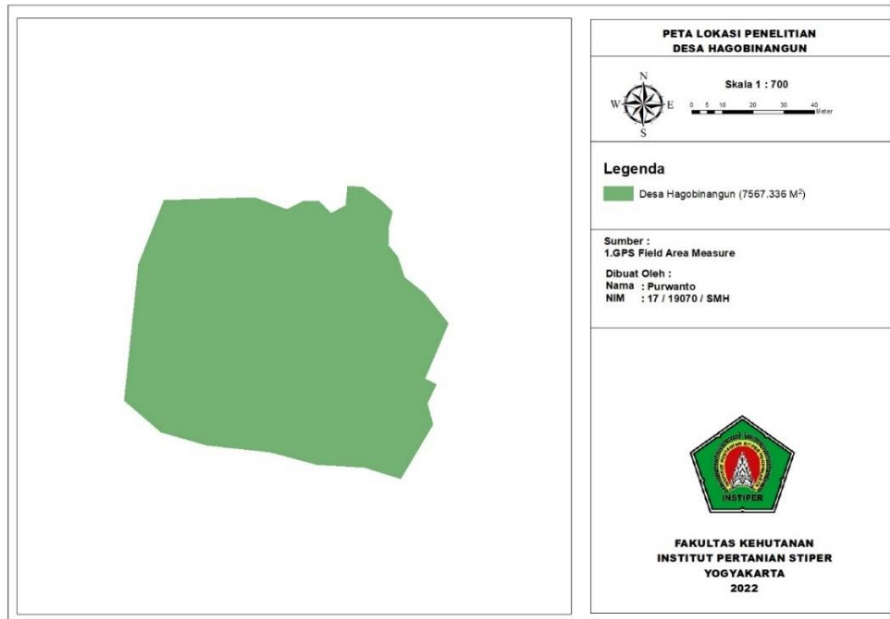 PETA LOKASI PENELITIAN
DESA HAGOBINANGUN
N
Skala 1 : 700
W
E
0 5 10 20 30 40
Meter
S
Legenda
Desa Hagobinangun (7567.336 M²)
Sumber :
1.GPS Field Area Measure
Dibuat Oleh :
Nama : Purwanto
NIM : 17 / 19070 / SMH
INSTIPER
FAKULTAS KEHUTANAN
INSTITUT PERTANIAN STIPER
YOGYAKARTA
2022